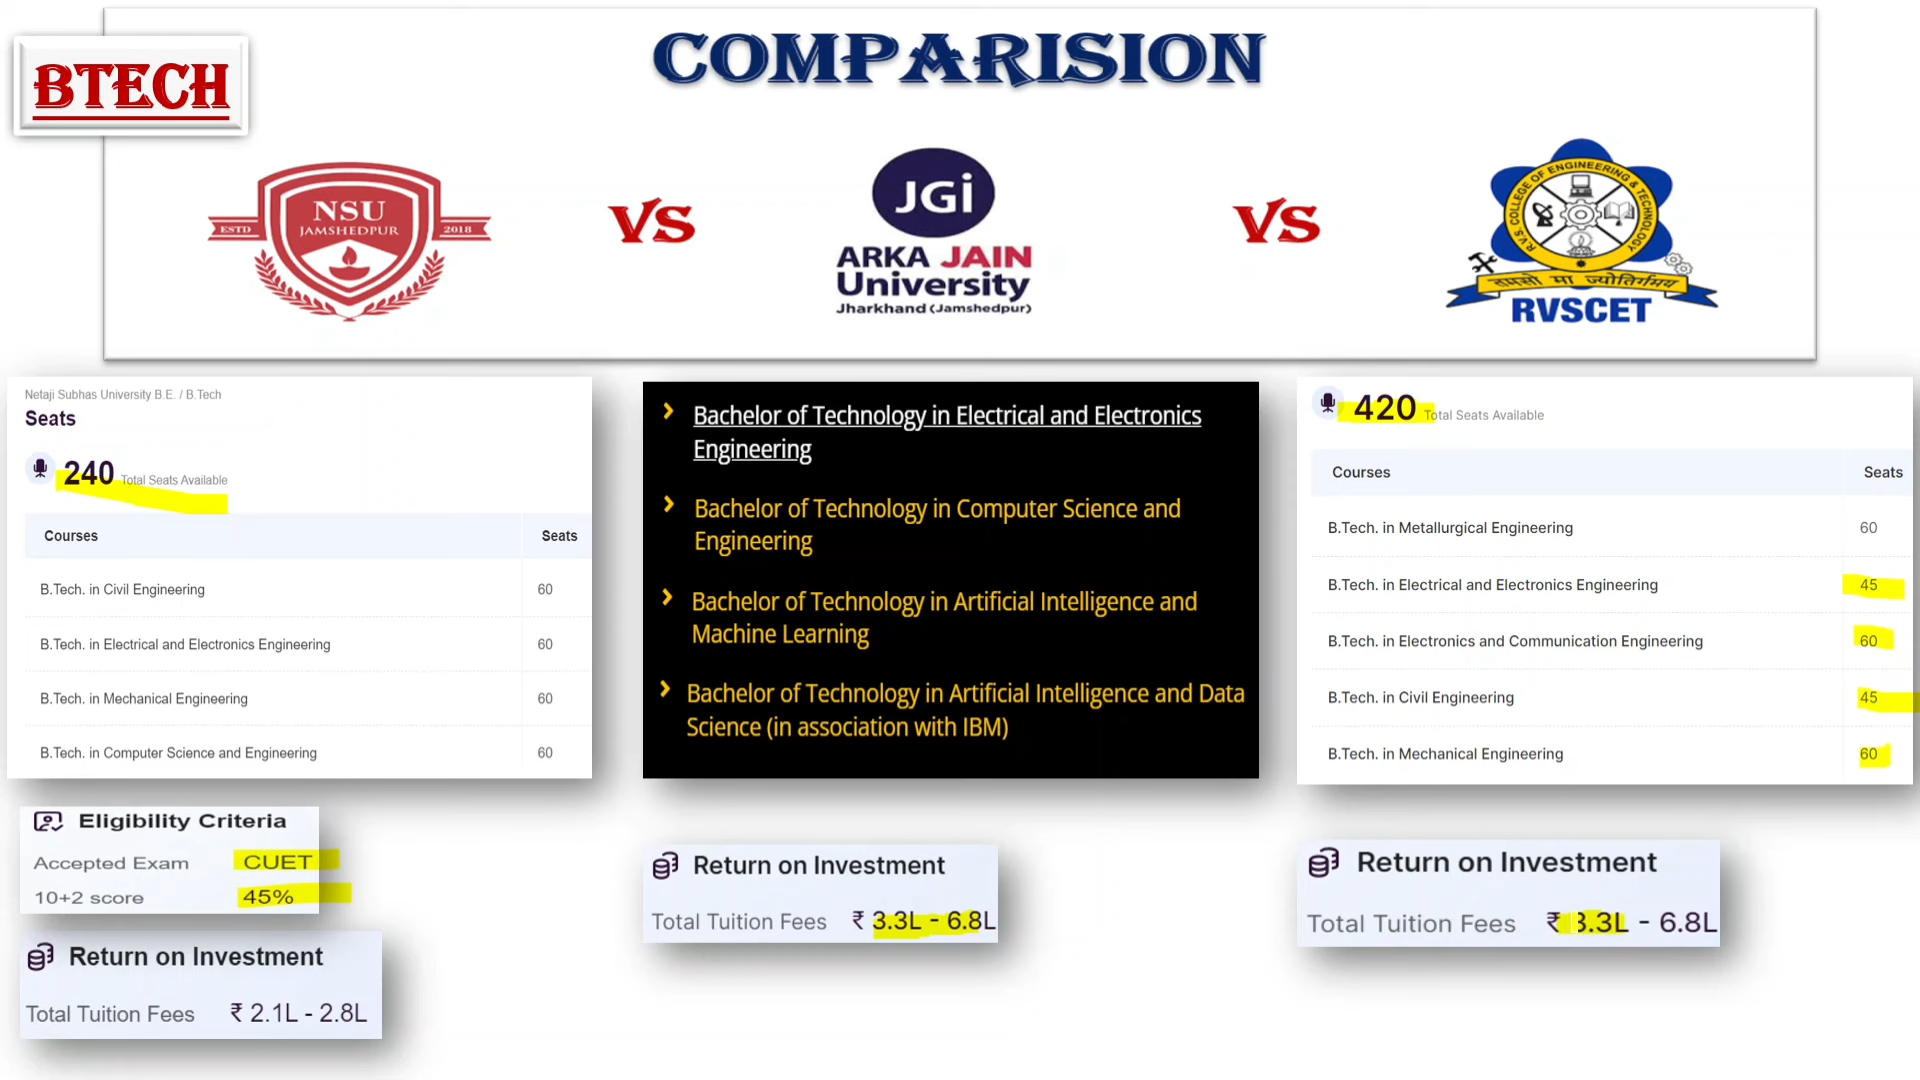 BTECH
COMPARISION
NSU
JAMSHEDPUR
ESTD
2018
VS
JGi
ARKA JAIN
University
Jharkhand (Jamshedpur)
VS
R.V.S. COLLEGE OF ENGINEERING & TECHNOLOGY
तमसो मा ज्योतिर्गमय
RVSCET
Netaji Subhas University B.E. / B.Tech
Seats
240 Total Seats Available
Courses Seats
B.Tech. in Civil Engineering 60
B.Tech. in Electrical and Electronics Engineering 60
B.Tech. in Mechanical Engineering 60
B.Tech. in Computer Science and Engineering 60
Eligibility Criteria
Accepted Exam CUET
10+2 score 45%
Return on Investment
Total Tuition Fees ₹ 2.1L - 2.8L
Bachelor of Technology in Electrical and Electronics
Engineering
Bachelor of Technology in Computer Science and
Engineering
Bachelor of Technology in Artificial Intelligence and
Machine Learning
Bachelor of Technology in Artificial Intelligence and Data
Science (in association with IBM)
Return on Investment
Total Tuition Fees ₹ 3.3L - 6.8L
420 Total Seats Available
Courses Seats
B.Tech. in Metallurgical Engineering 60
B.Tech. in Electrical and Electronics Engineering 45
B.Tech. in Electronics and Communication Engineering 60
B.Tech. in Civil Engineering 45
B.Tech. in Mechanical Engineering 60
Return on Investment
Total Tuition Fees ₹ 3.3L - 6.8L